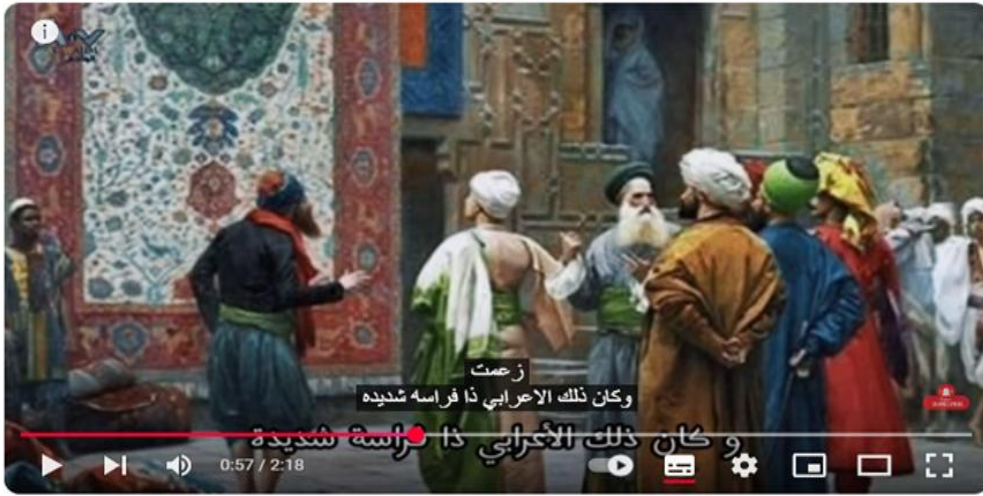 زعمت
وكان ذلك الاعرابي ذا فراسه شديده
و كان ذلك الأعرابي ذا فراسة شديدة
0:57 / 2:18